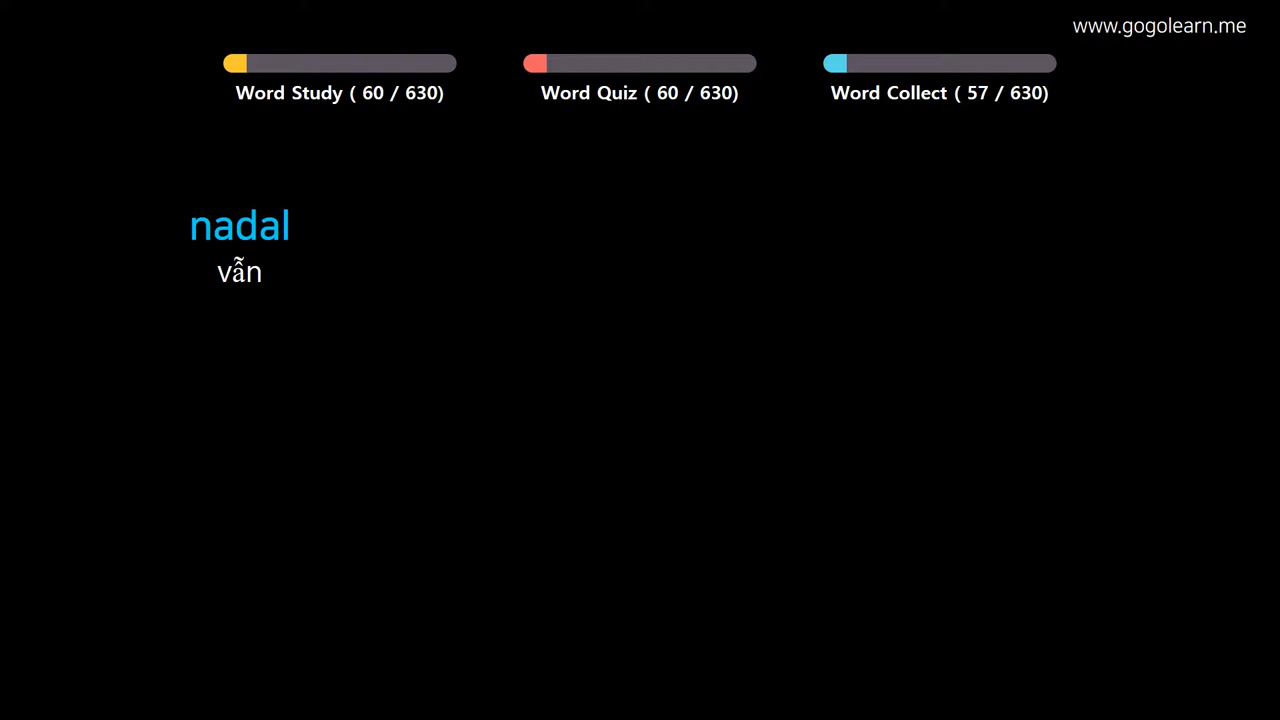 www.gogolearn.me
Word Study ( 60 / 630)
Word Quiz ( 60 / 630)
Word Collect ( 57 / 630)
nadal
vẫn